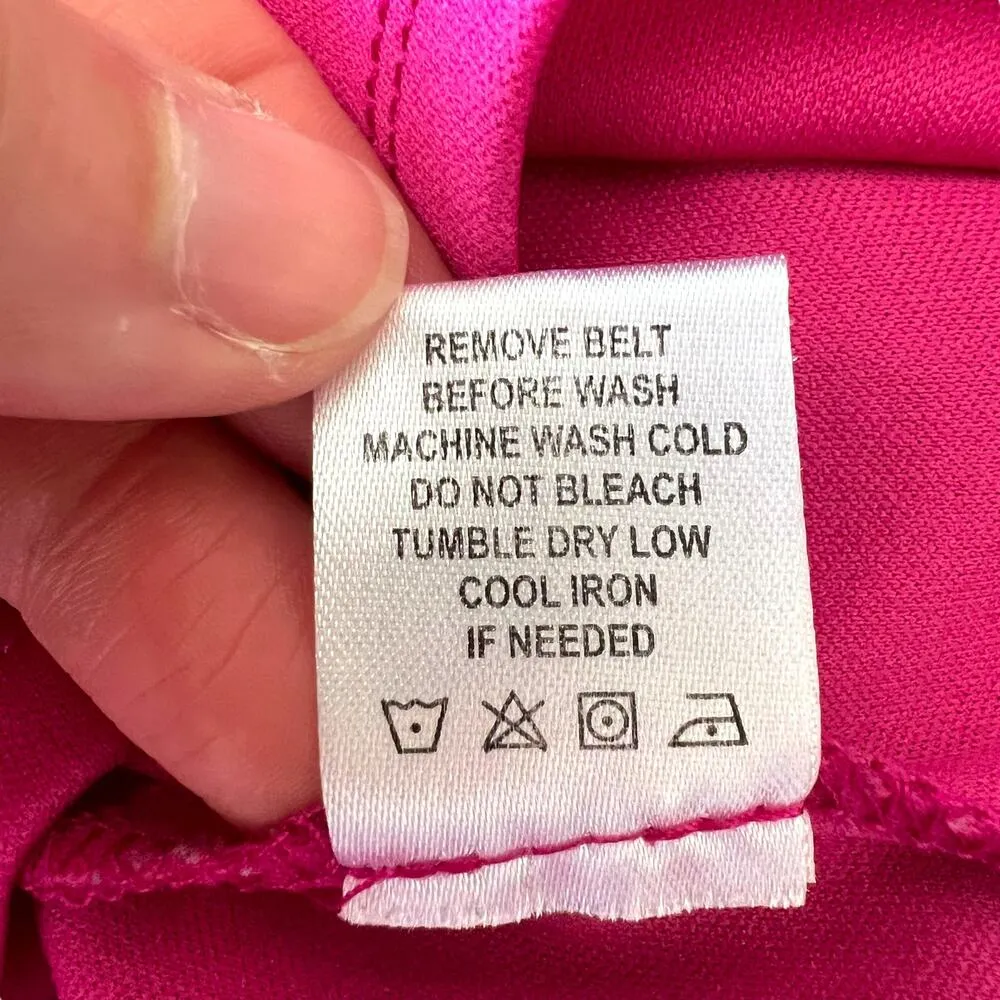 REMOVE BELT
BEFORE WASH
MACHINE WASH COLD
DO NOT BLEACH
TUMBLE DRY LOW
COOL IRON
IF NEEDED